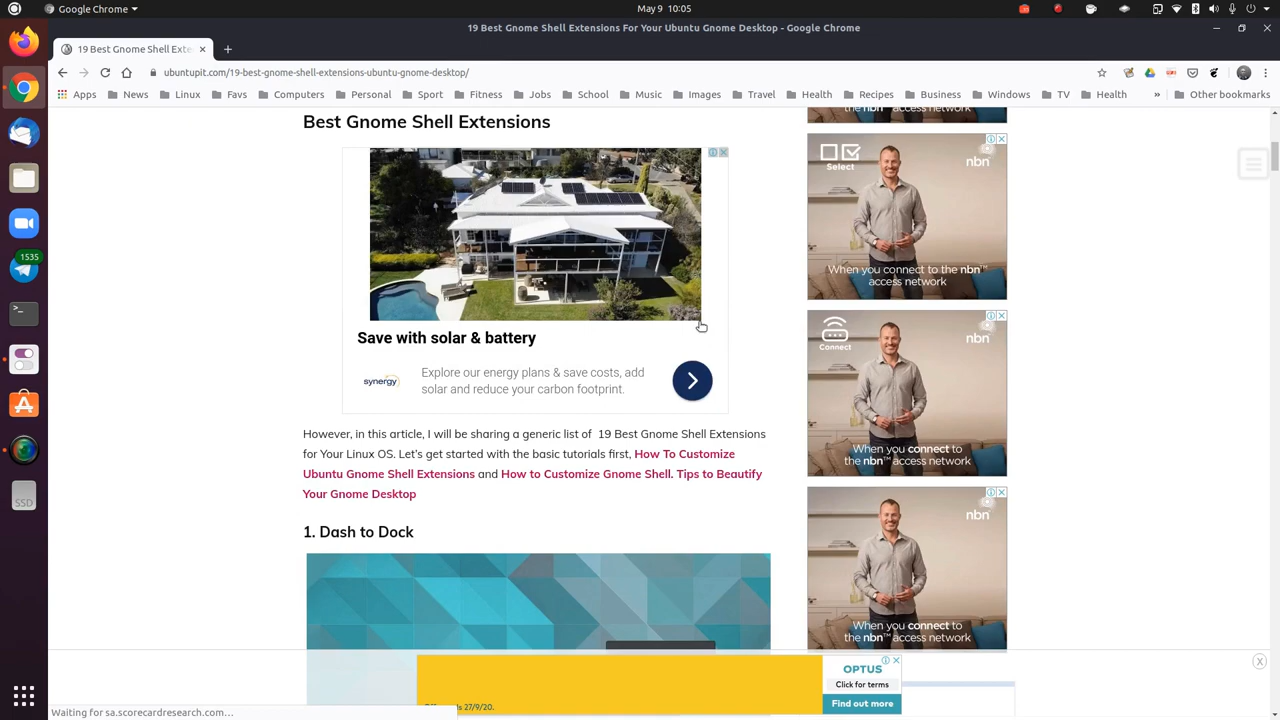 Google Chrome
May 9 10:05
19 Best Gnome Shell Extensions For Your Ubuntu Gnome Desktop - Google Chrome
19 Best Gnome Shell Exte
ubuntupit.com/19-best-gnome-shell-extensions-ubuntu-gnome-desktop/
Apps News Linux Favs Computers Personal Sport Fitness Jobs School Music Images Travel Health Recipes Business Windows TV Health » Other bookmarks
1535
SSD
Best Gnome Shell Extensions
Save with solar & battery
synergy
Explore our energy plans & save costs, add
solar and reduce your carbon footprint.
However, in this article, I will be sharing a generic list of 19 Best Gnome Shell Extensions
for Your Linux OS. Let's get started with the basic tutorials first, How To Customize
Ubuntu Gnome Shell Extensions and How to Customize Gnome Shell. Tips to Beautify
Your Gnome Desktop
1. Dash to Dock
the nbn™ access network
Select
nbn
When you connect to the nbn™
access network
Connect
nbn
When you connect to
the nbn™ access network
nbn
When you connect to
the nbn™ access network
27/9/20.
OPTUS
Click for terms
Find out more
X
Waiting for sa.scorecardresearch.com...